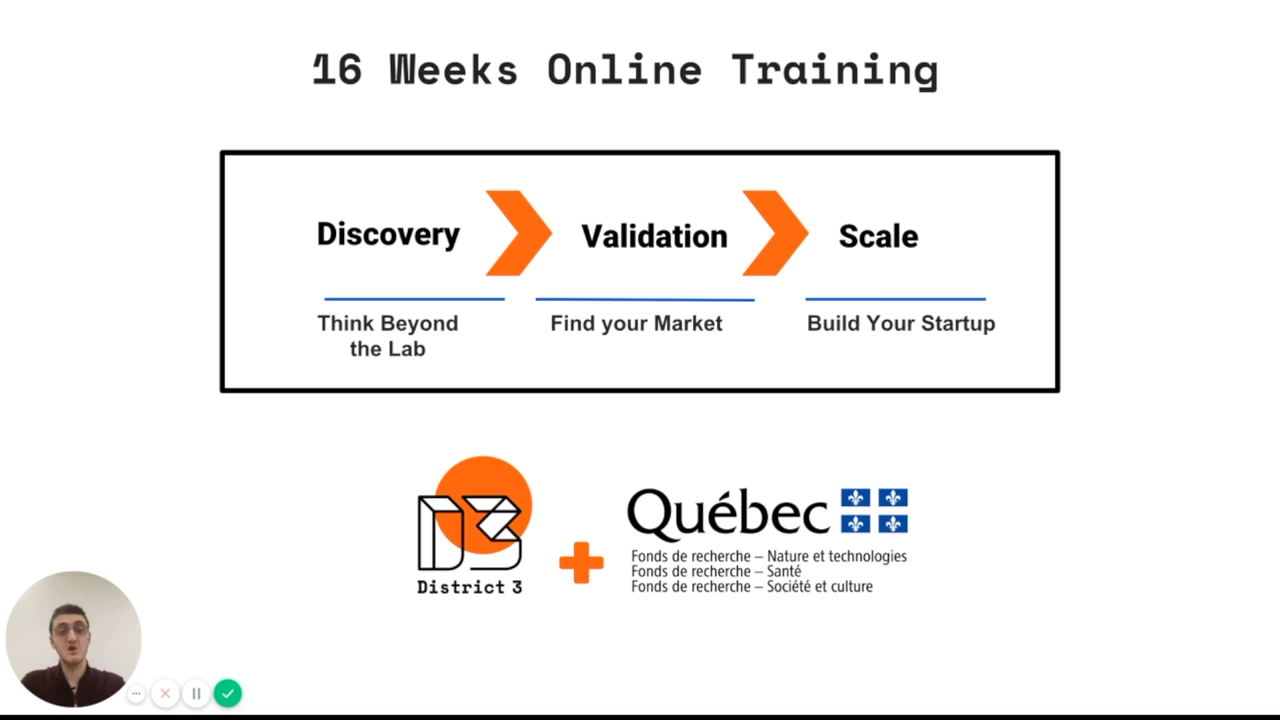 16 Weeks Online Training
Discovery
Validation
Scale
Think Beyond
the Lab
Find your Market
Build Your Startup
D3
District 3
Québec
Fonds de recherche – Nature et technologies
Fonds de recherche – Santé
Fonds de recherche – Société et culture